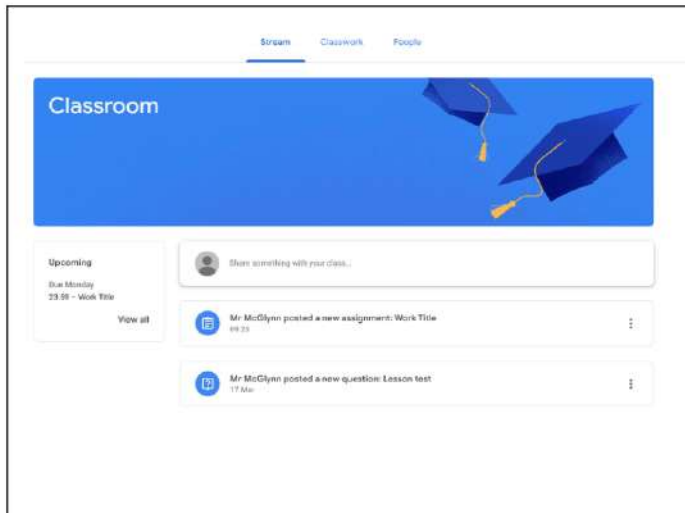 Stream
Classwork
People
Classroom
Upcoming
Due Monday
23:59 – Work Title
View all
Share something with your class...
Mr McGlynn posted a new assignment: Work Title
09:23
Mr McGlynn posted a new question: Lesson test
17 Mar